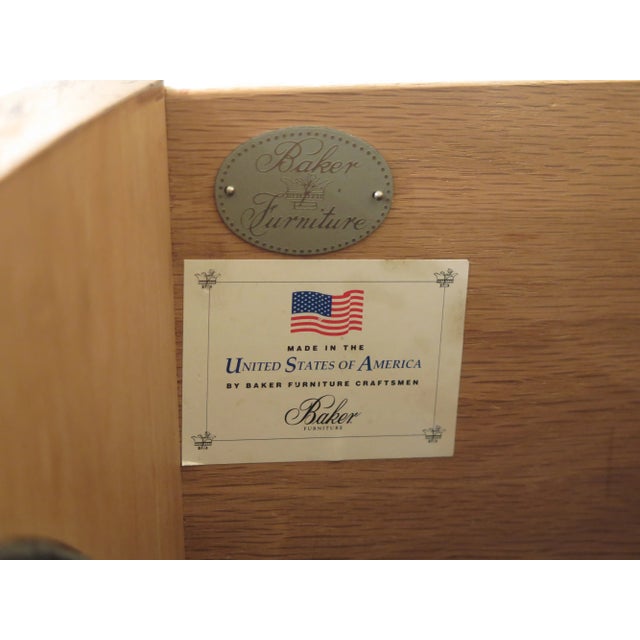 Baker
Furniture
MADE IN THE
UNITED STATES OF AMERICA
BY BAKER FURNITURE CRAFTSMEN
Baker
FURNITURE